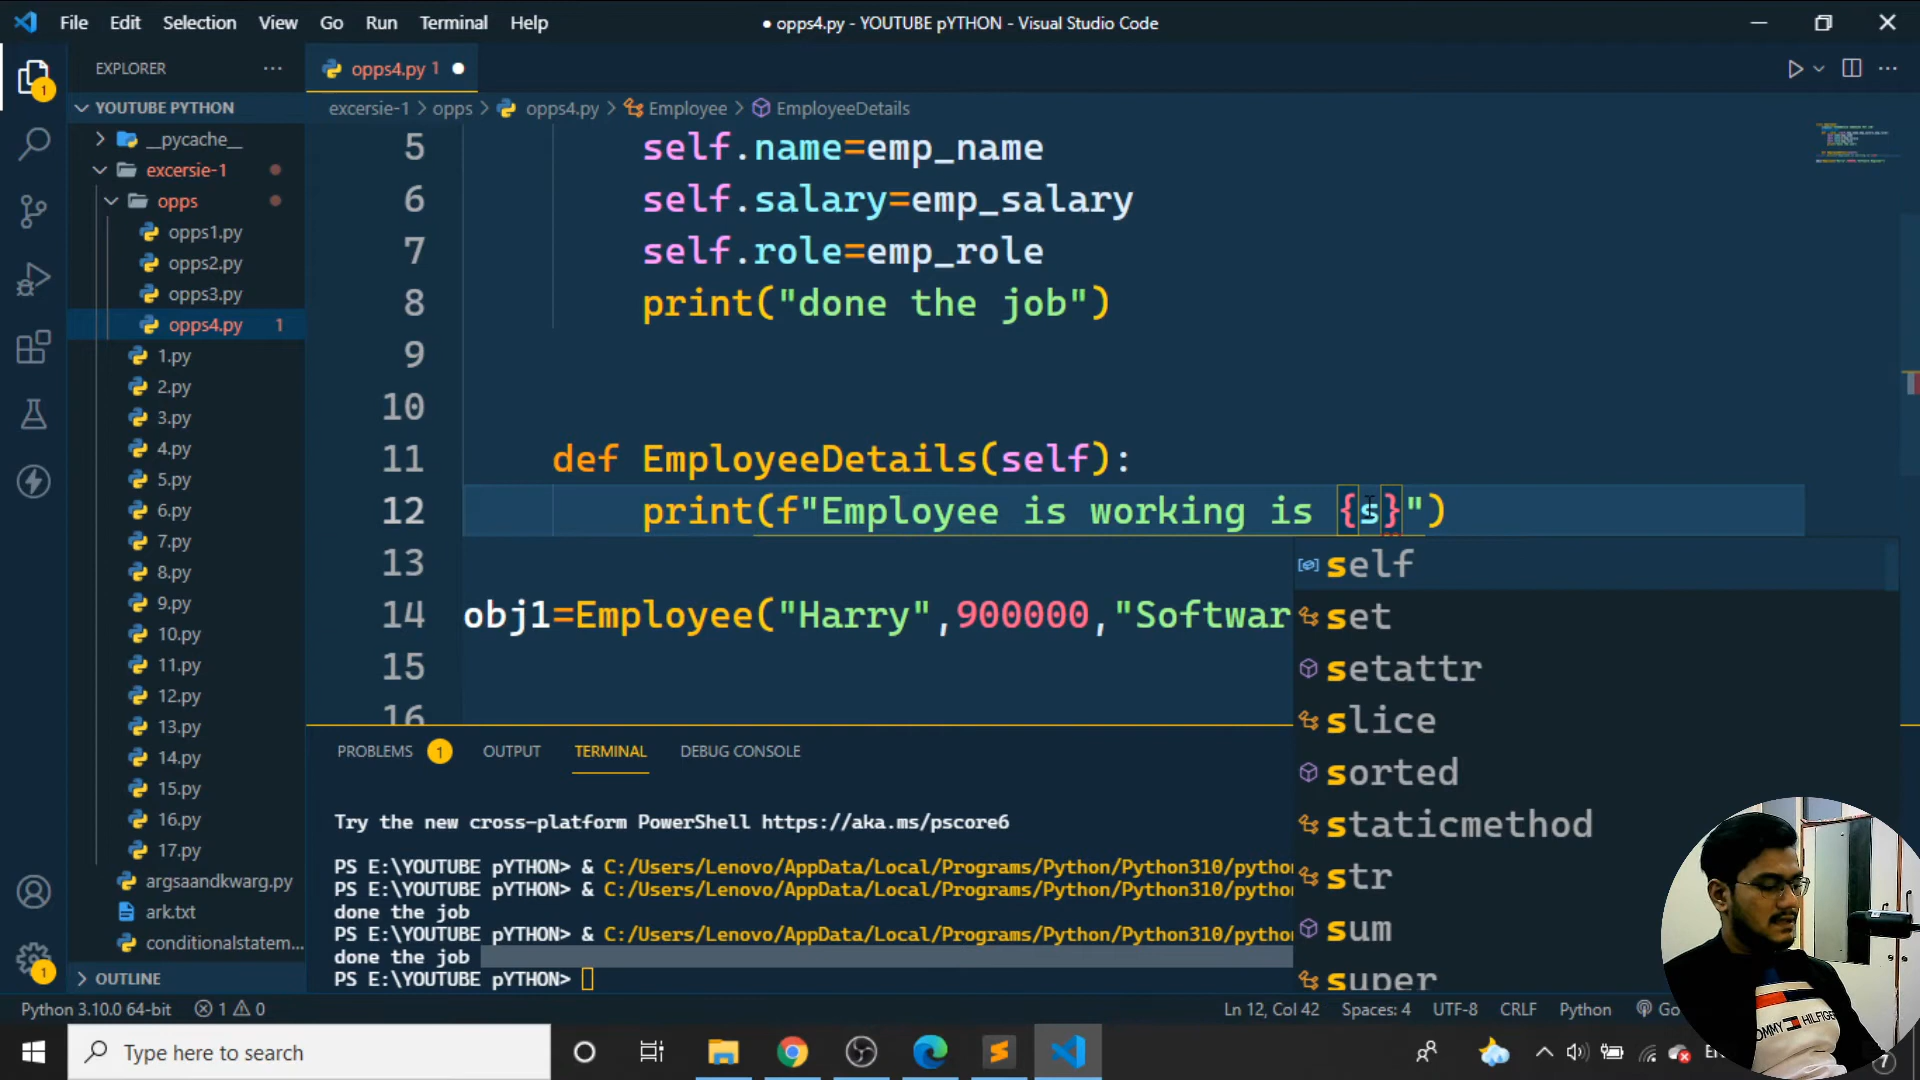 File Edit Selection View Go Run Terminal Help
● opps4.py - YOUTUBE pYTHON - Visual Studio Code
EXPLORER
opps4.py 1
YOUTUBE PYTHON
excersie-1 > opps > opps4.py > Employee > EmployeeDetails
__pycache__
excersie-1
opps
opps1.py
opps2.py
opps3.py
opps4.py 1
1.py
2.py
3.py
4.py
5.py
6.py
7.py
8.py
9.py
10.py
11.py
12.py
13.py
14.py
15.py
16.py
17.py
argsaandkwarg.py
ark.txt
conditionalstatem...
OUTLINE
1
1
5 self.name=emp_name
6 self.salary=emp_salary
7 self.role=emp_role
8 print("done the job")
9
10
11 def EmployeeDetails(self):
12 print(f"Employee is working is {s}")
13
14 obj1=Employee("Harry",900000,"Softwar
15
16
self
set
setattr
slice
sorted
staticmethod
str
sum
super
PROBLEMS 1 OUTPUT TERMINAL DEBUG CONSOLE
Try the new cross-platform PowerShell https://aka.ms/pscore6
PS E:\YOUTUBE pYTHON> & C:/Users/Lenovo/AppData/Local/Programs/Python/Python310/python
PS E:\YOUTUBE pYTHON> & C:/Users/Lenovo/AppData/Local/Programs/Python/Python310/python
done the job
PS E:\YOUTUBE pYTHON> & C:/Users/Lenovo/AppData/Local/Programs/Python/Python310/python
done the job
PS E:\YOUTUBE pYTHON>
Python 3.10.0 64-bit 1 0
Ln 12, Col 42 Spaces: 4 UTF-8 CRLF Python Go
Type here to search
TOMMY HILFIGER
7